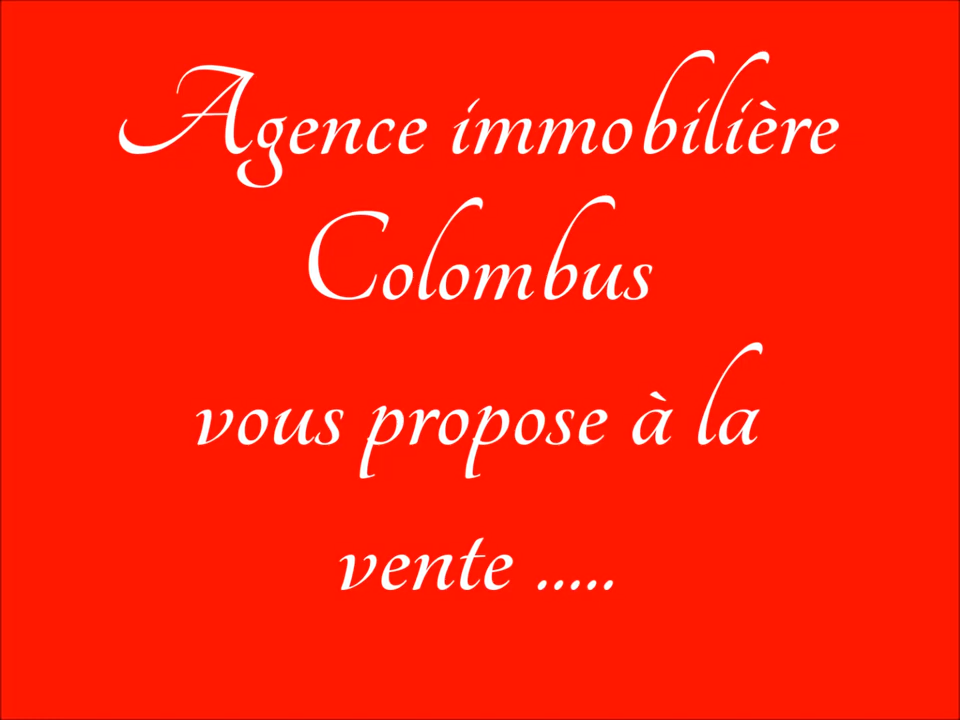 Agence immobilière
Colombus
vous propose à la
vente .....